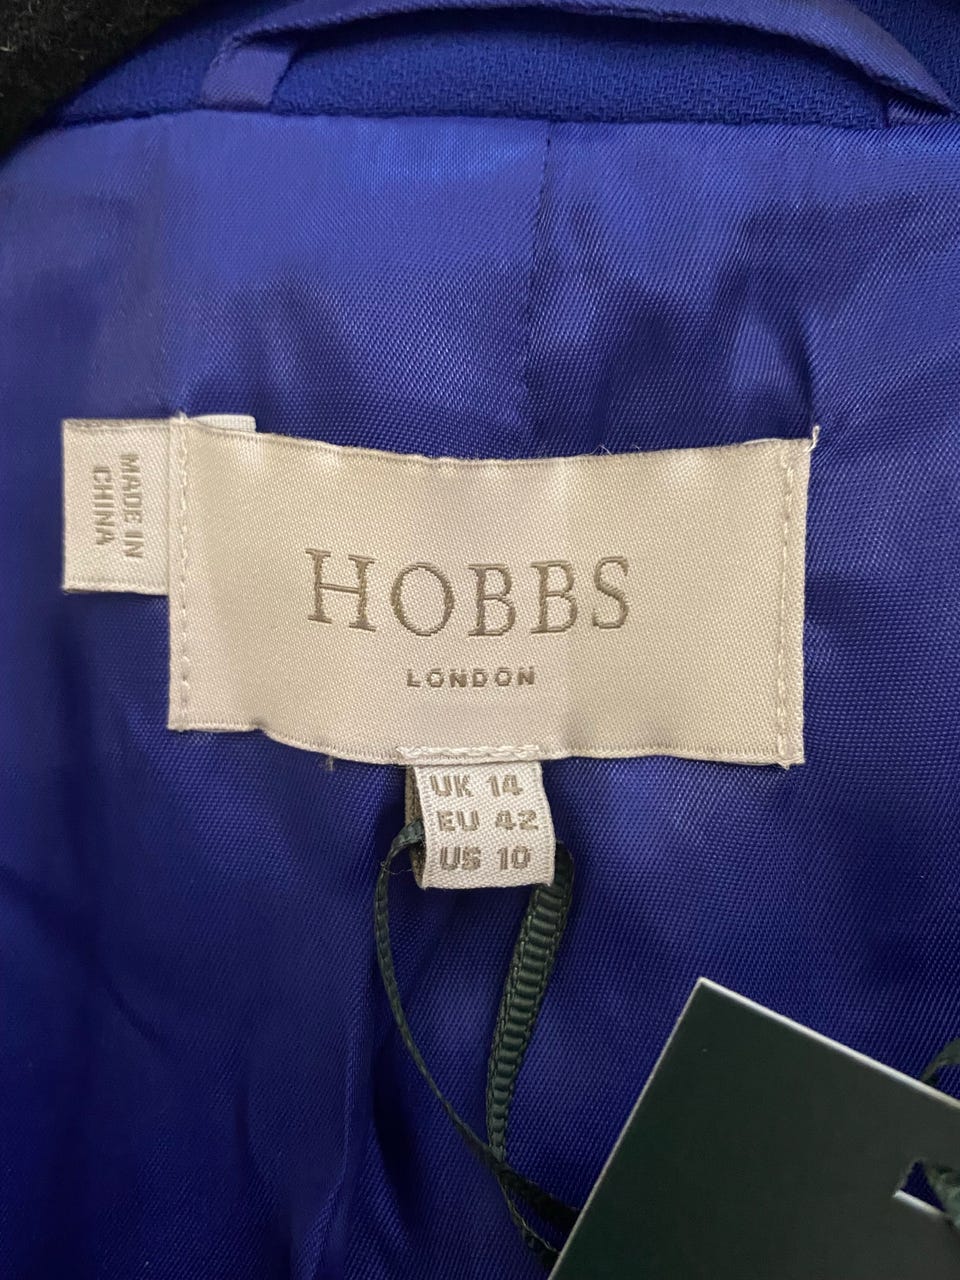 MADE IN
CHINA
HOBBS
LONDON
UK 14
EU 42
US 10